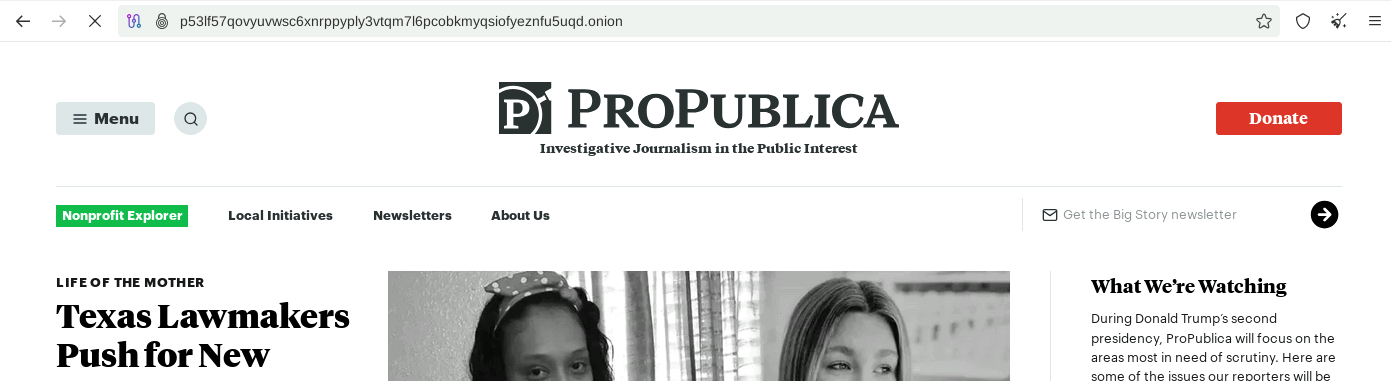 p53lf57qovyuvwsc6xnrppyply3vtqm7l6pcobkmyqsiofyeznfu5uqd.onion
Menu
P
PROPUBLICA
Investigative Journalism in the Public Interest
Donate
Nonprofit Explorer
Local Initiatives
Newsletters
About Us
Get the Big Story newsletter
LIFE OF THE MOTHER
Texas Lawmakers
Push for New
What We’re Watching
During Donald Trump’s second
presidency, ProPublica will focus on the
areas most in need of scrutiny. Here are
some of the issues our reporters will be